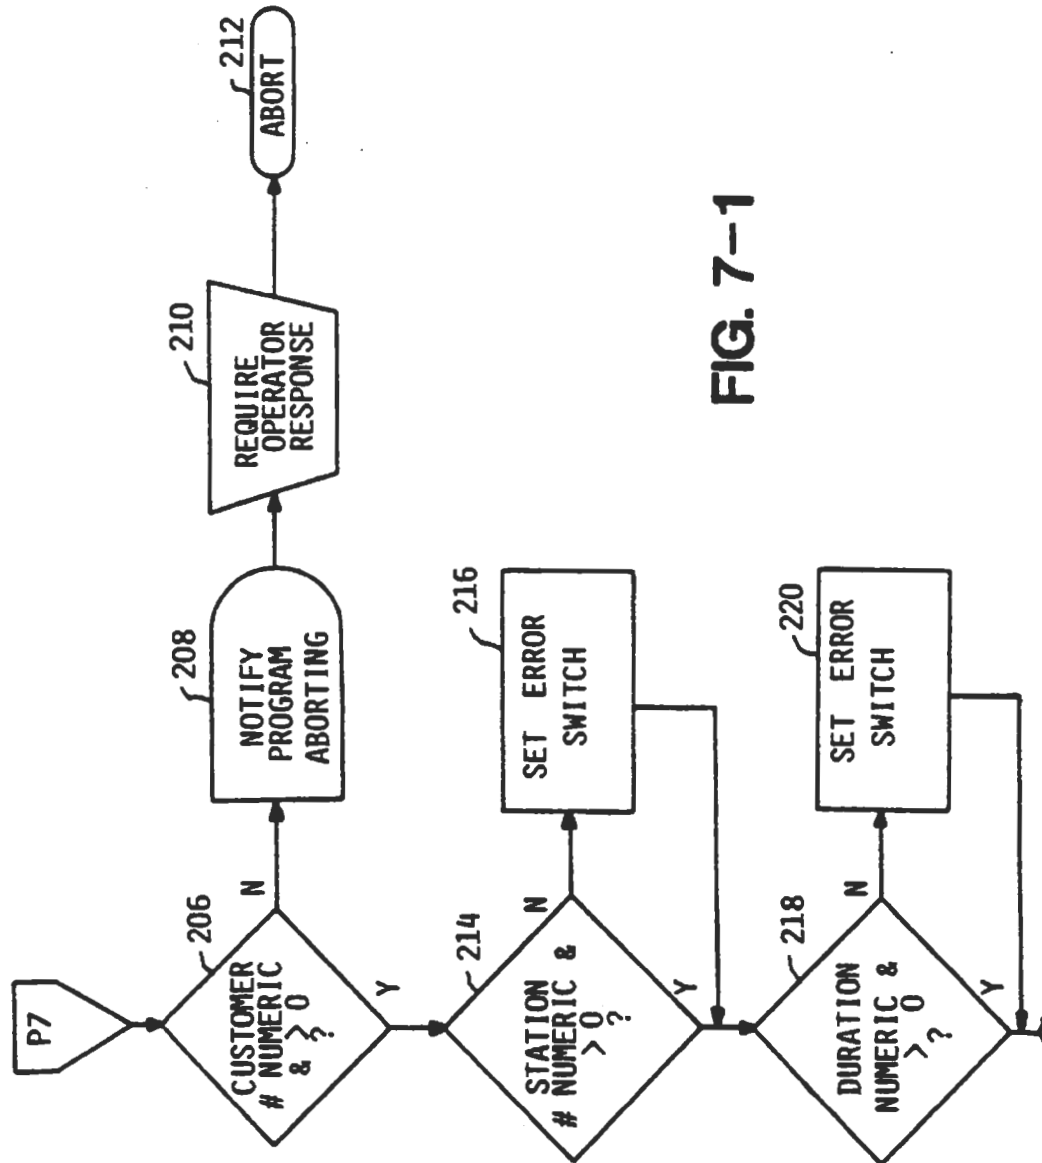 P7
206
CUSTOMER
# NUMERIC
& > 0
?
N
Y
208
NOTIFY
PROGRAM
ABORTING
210
REQUIRE
OPERATOR
RESPONSE
212
ABORT
214
STATION
# NUMERIC &
> 0
?
N
Y
216
SET ERROR
SWITCH
218
DURATION
NUMERIC &
> 0
?
N
Y
220
SET ERROR
SWITCH
FIG. 7-1